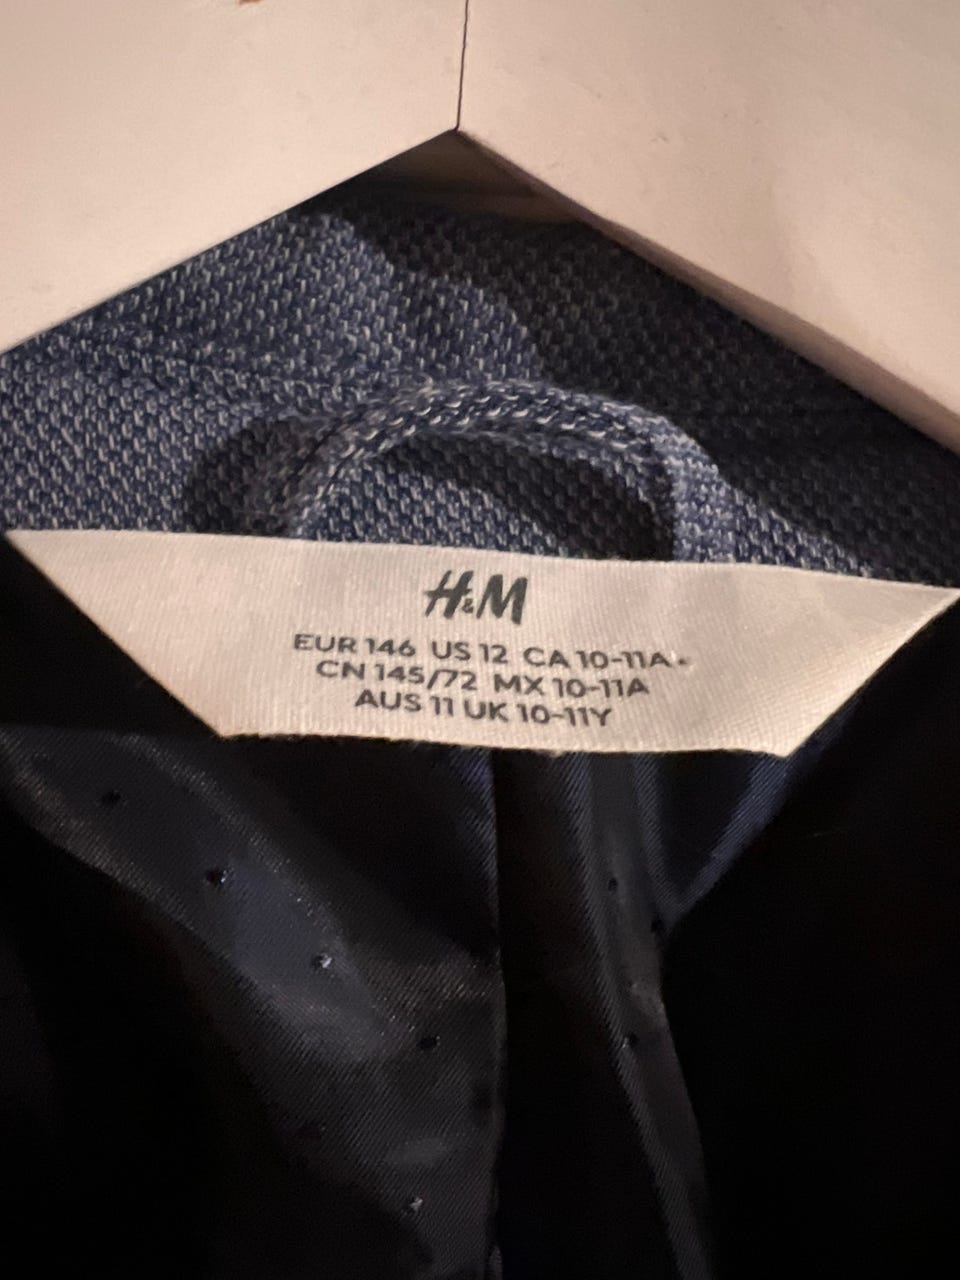 H&M
EUR 146 US 12 CA 10-11A
CN 145/72 MX 10-11A
AUS 11 UK 10-11Y